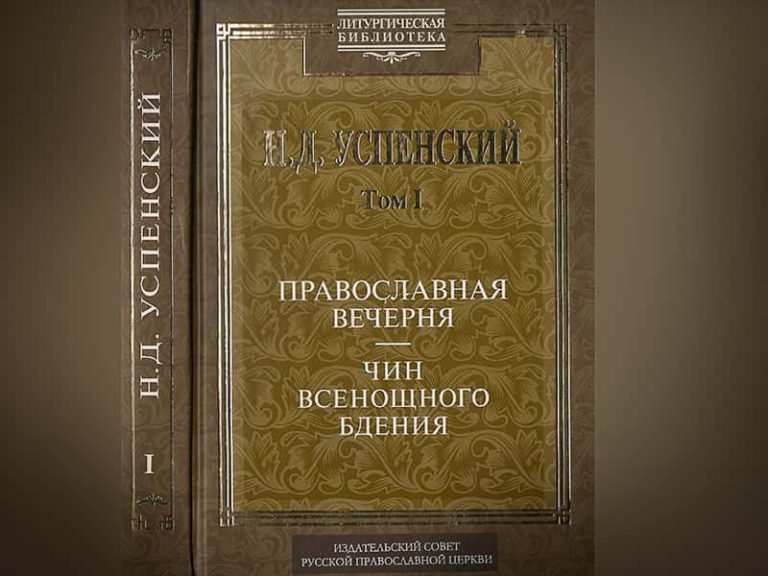 Н.Д. УСПЕНСКИЙ
I
ЛИТУРГИЧЕСКАЯ
БИБЛИОТЕКА
Н.Д. УСПЕНСКИЙ
Том I
ПРАВОСЛАВНАЯ
ВЕЧЕРНЯ
ЧИН
ВСЕНОЩНОГО
БДЕНИЯ
ИЗДАТЕЛЬСКИЙ СОВЕТ
РУССКОЙ ПРАВОСЛАВНОЙ ЦЕРКВИ